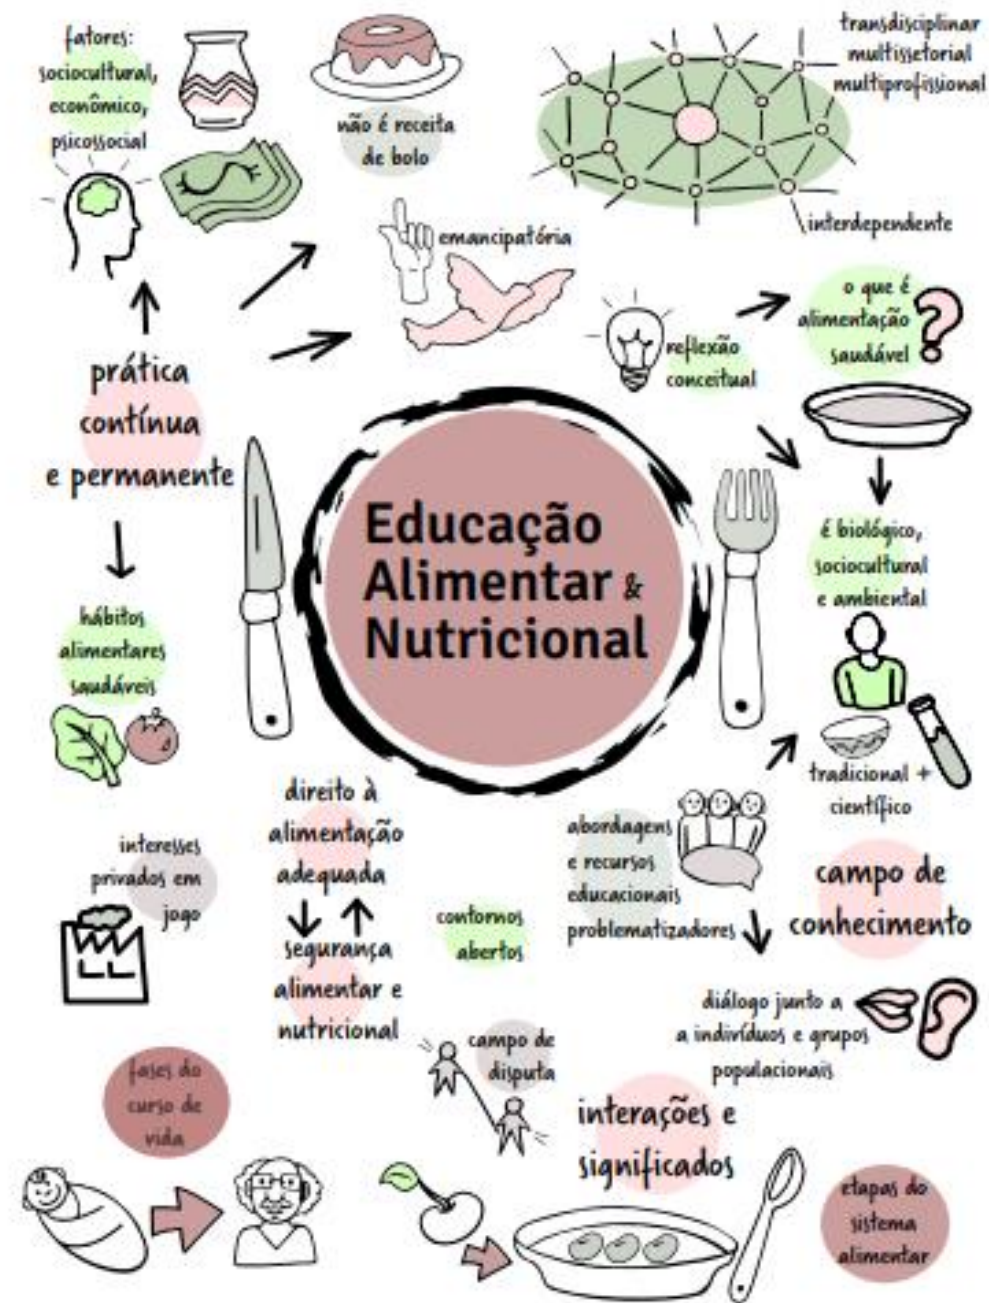 fatores:
sociocultural,
econômico,
psicossocial
não é receita
de bolo
transdisciplinar
multissetorial
multiprofissional
interdependente
emancipatória
reflexão
conceitual
o que é
alimentação
saudável
?
prática
contínua
e permanente
Educação
Alimentar &
Nutricional
é biológico,
sociocultural
e ambiental
hábitos
alimentares
saudáveis
tradicional +
científico
direito à
alimentação
adequada
segurança
alimentar e
nutricional
interesses
privados em
jogo
contornos
abertos
abordagens
e recursos
educacionais
problematizadores
campo de
conhecimento
diálogo junto a
a indivíduos e grupos
populacionais
campo de
disputa
fases do
curso de
vida
interações e
significados
etapas do
sistema
alimentar